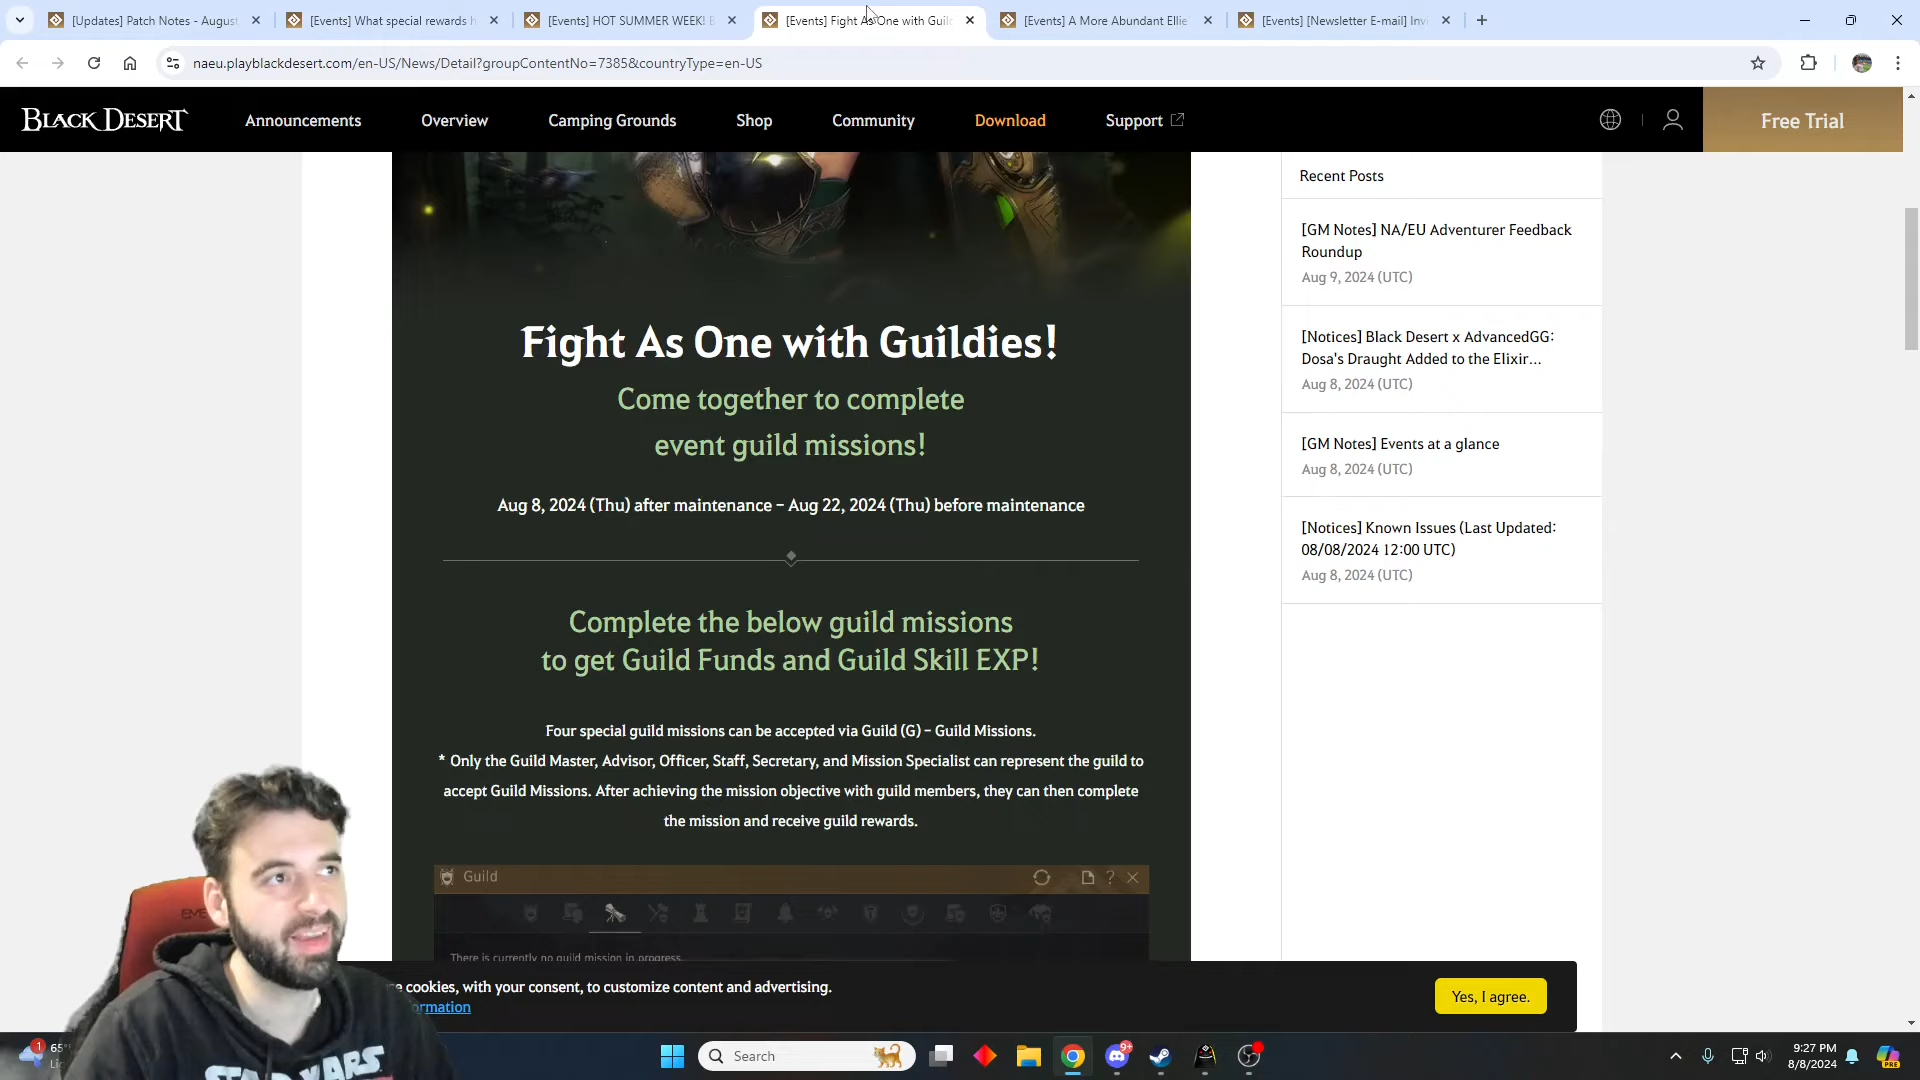 [Updates] Patch Notes - August
[Events] What special rewards h
[Events] HOT SUMMER WEEK! B
[Events] Fight As One with Guil
[Events] A More Abundant Ellie
[Events] [Newsletter E-mail] Inv
naeu.playblackdesert.com/en-US/News/Detail?groupContentNo=7385&countryType=en-US
BLACK DESERT
Announcements
Overview
Camping Grounds
Shop
Community
Download
Support
Free Trial
Fight As One with Guildies!
Come together to complete
event guild missions!
Aug 8, 2024 (Thu) after maintenance – Aug 22, 2024 (Thu) before maintenance
Complete the below guild missions
to get Guild Funds and Guild Skill EXP!
Four special guild missions can be accepted via Guild (G) – Guild Missions.
* Only the Guild Master, Advisor, Officer, Staff, Secretary, and Mission Specialist can represent the guild to
accept Guild Missions. After achieving the mission objective with guild members, they can then complete
the mission and receive guild rewards.
Guild
There is currently no guild mission in progress.
Recent Posts
[GM Notes] NA/EU Adventurer Feedback
Roundup
Aug 9, 2024 (UTC)
[Notices] Black Desert x AdvancedGG:
Dosa's Draught Added to the Elixir...
Aug 8, 2024 (UTC)
[GM Notes] Events at a glance
Aug 8, 2024 (UTC)
[Notices] Known Issues (Last Updated:
08/08/2024 12:00 UTC)
Aug 8, 2024 (UTC)
cookies, with your consent, to customize content and advertising.
formation
Yes, I agree.
STAR WARS
1
65°
Search
9+
9:27 PM
8/8/2024
PRE